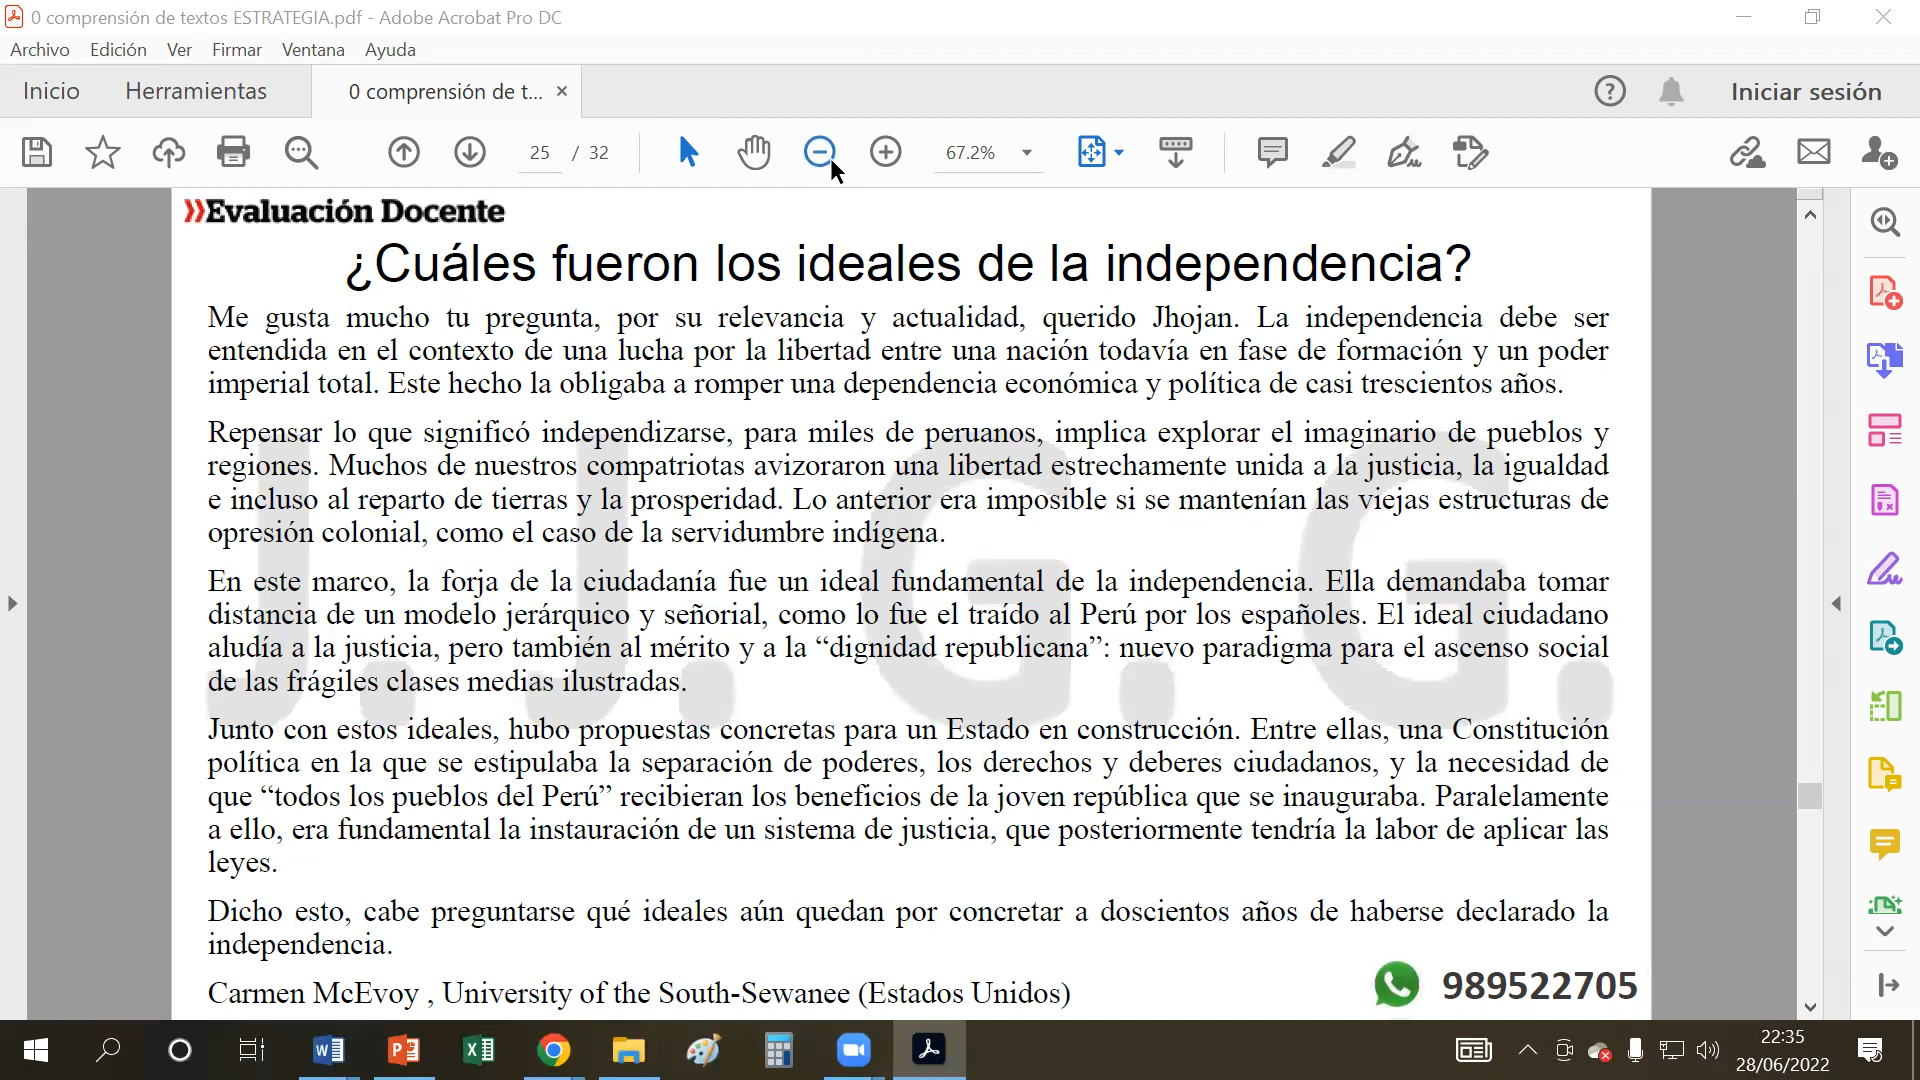 0 comprensión de textos ESTRATEGIA.pdf - Adobe Acrobat Pro DC
Archivo Edición Ver Firmar Ventana Ayuda
Inicio Herramientas 0 comprensión de t... × Iniciar sesión
25 / 32 67.2%
Evaluación Docente
¿Cuáles fueron los ideales de la independencia?
Me gusta mucho tu pregunta, por su relevancia y actualidad, querido Jhojan. La independencia debe ser
entendida en el contexto de una lucha por la libertad entre una nación todavía en fase de formación y un poder
imperial total. Este hecho la obligaba a romper una dependencia económica y política de casi trescientos años.
Repensar lo que significó independizarse, para miles de peruanos, implica explorar el imaginario de pueblos y
regiones. Muchos de nuestros compatriotas avizoraron una libertad estrechamente unida a la justicia, la igualdad
e incluso al reparto de tierras y la prosperidad. Lo anterior era imposible si se mantenían las viejas estructuras de
opresión colonial, como el caso de la servidumbre indígena.
En este marco, la forja de la ciudadanía fue un ideal fundamental de la independencia. Ella demandaba tomar
distancia de un modelo jerárquico y señorial, como lo fue el traído al Perú por los españoles. El ideal ciudadano
aludía a la justicia, pero también al mérito y a la “dignidad republicana”: nuevo paradigma para el ascenso social
de las frágiles clases medias ilustradas.
J. J. G. G.
Junto con estos ideales, hubo propuestas concretas para un Estado en construcción. Entre ellas, una Constitución
política en la que se estipulaba la separación de poderes, los derechos y deberes ciudadanos, y la necesidad de
que “todos los pueblos del Perú” recibieran los beneficios de la joven república que se inauguraba. Paralelamente
a ello, era fundamental la instauración de un sistema de justicia, que posteriormente tendría la labor de aplicar las
leyes.
Dicho esto, cabe preguntarse qué ideales aún quedan por concretar a doscientos años de haberse declarado la
independencia.
Carmen McEvoy , University of the South-Sewanee (Estados Unidos)
989522705
22:35
28/06/2022